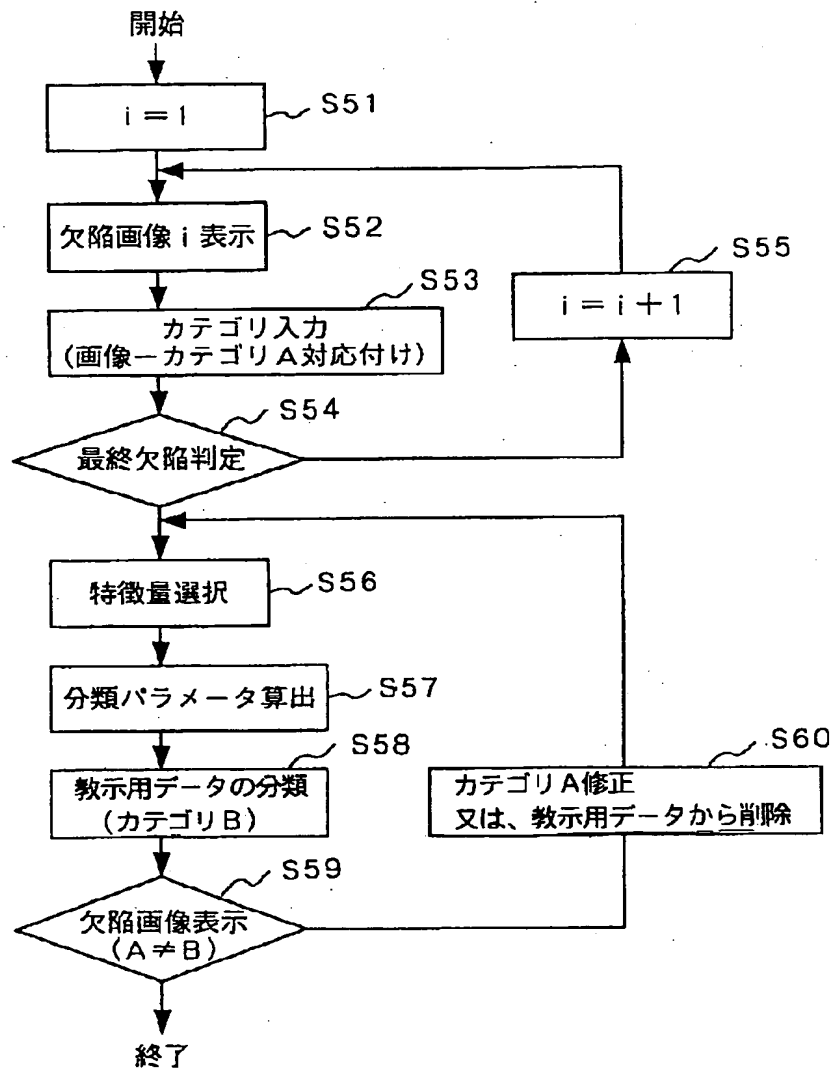 開始
i=1
S51
欠陥画像i表示
S52
S53
カテゴリ入力
(画像ーカテゴリA対応付け)
S55
i=i+1
S54
最終欠陥判定
特徴量選択
S56
分類パラメータ算出
S57
S58
教示用データの分類
(カテゴリB)
S60
カテゴリA修正
又は、教示用データから削除
S59
欠陥画像表示
(A≠B)
終了